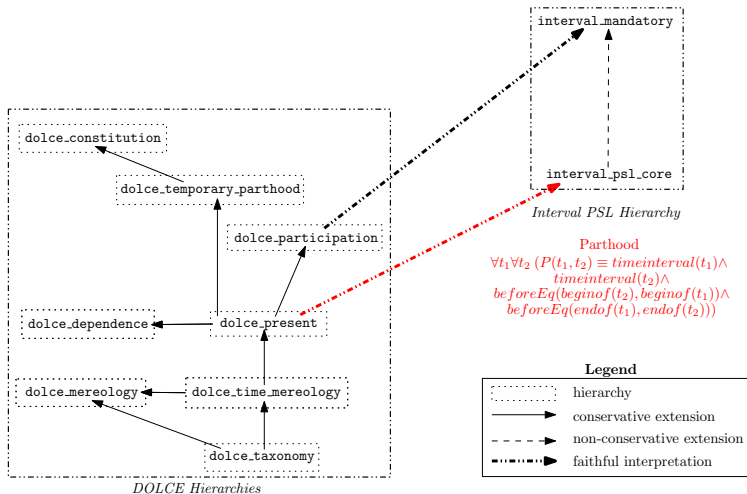 interval_mandatory
interval_psl_core
Interval PSL Hierarchy
dolce_constitution
dolce_temporary_parthood
dolce_participation
dolce_dependence
dolce_present
dolce_mereology
dolce_time_mereology
dolce_taxonomy
DOLCE Hierarchies
Parthood
∀t₁∀t₂ (P(t₁, t₂) ≡ timeinterval(t₁)∧
timeinterval(t₂)∧
beforeEq(beginof(t₂), beginof(t₁))∧
beforeEq(endof(t₁), endof(t₂)))
Legend
hierarchy
conservative extension
non-conservative extension
faithful interpretation